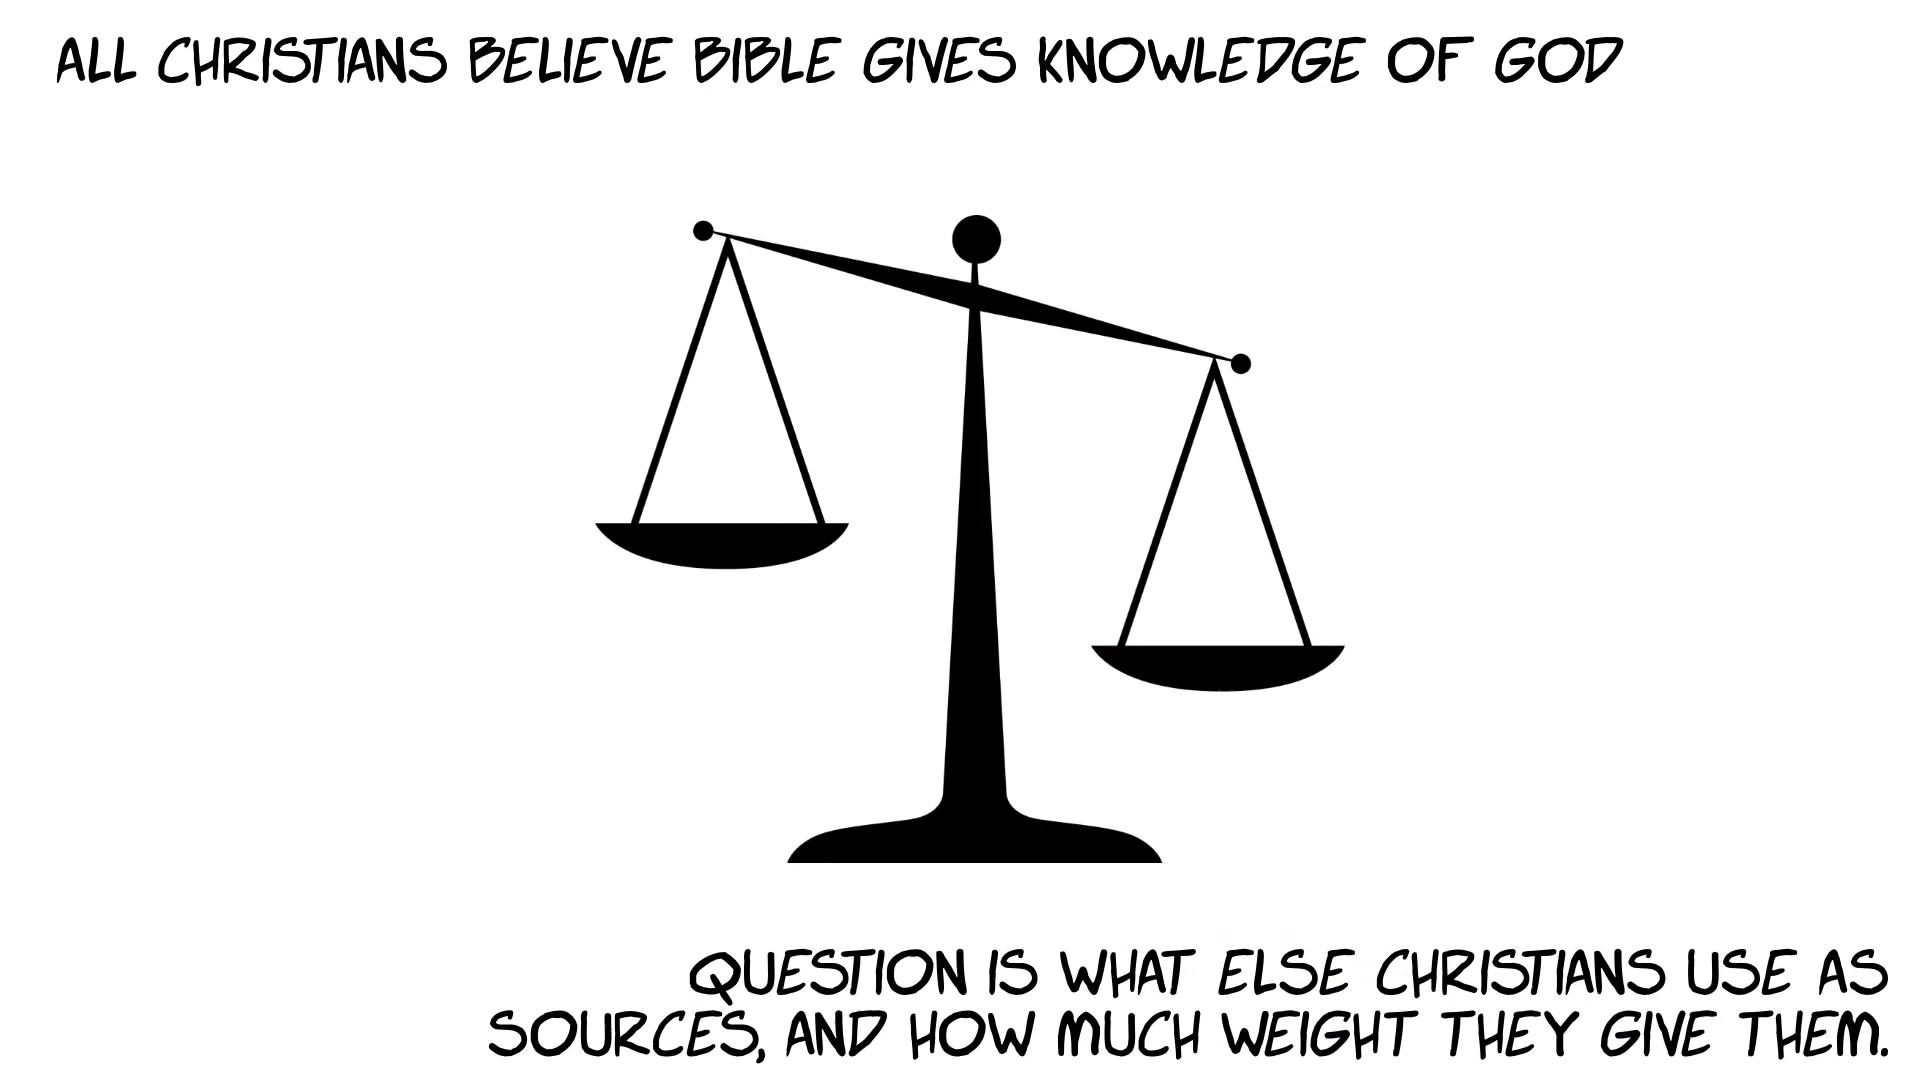 ALL CHRISTIANS BELIEVE BIBLE GIVES KNOWLEDGE OF GOD
QUESTION IS WHAT ELSE CHRISTIANS USE AS
SOURCES, AND HOW MUCH WEIGHT THEY GIVE THEM.